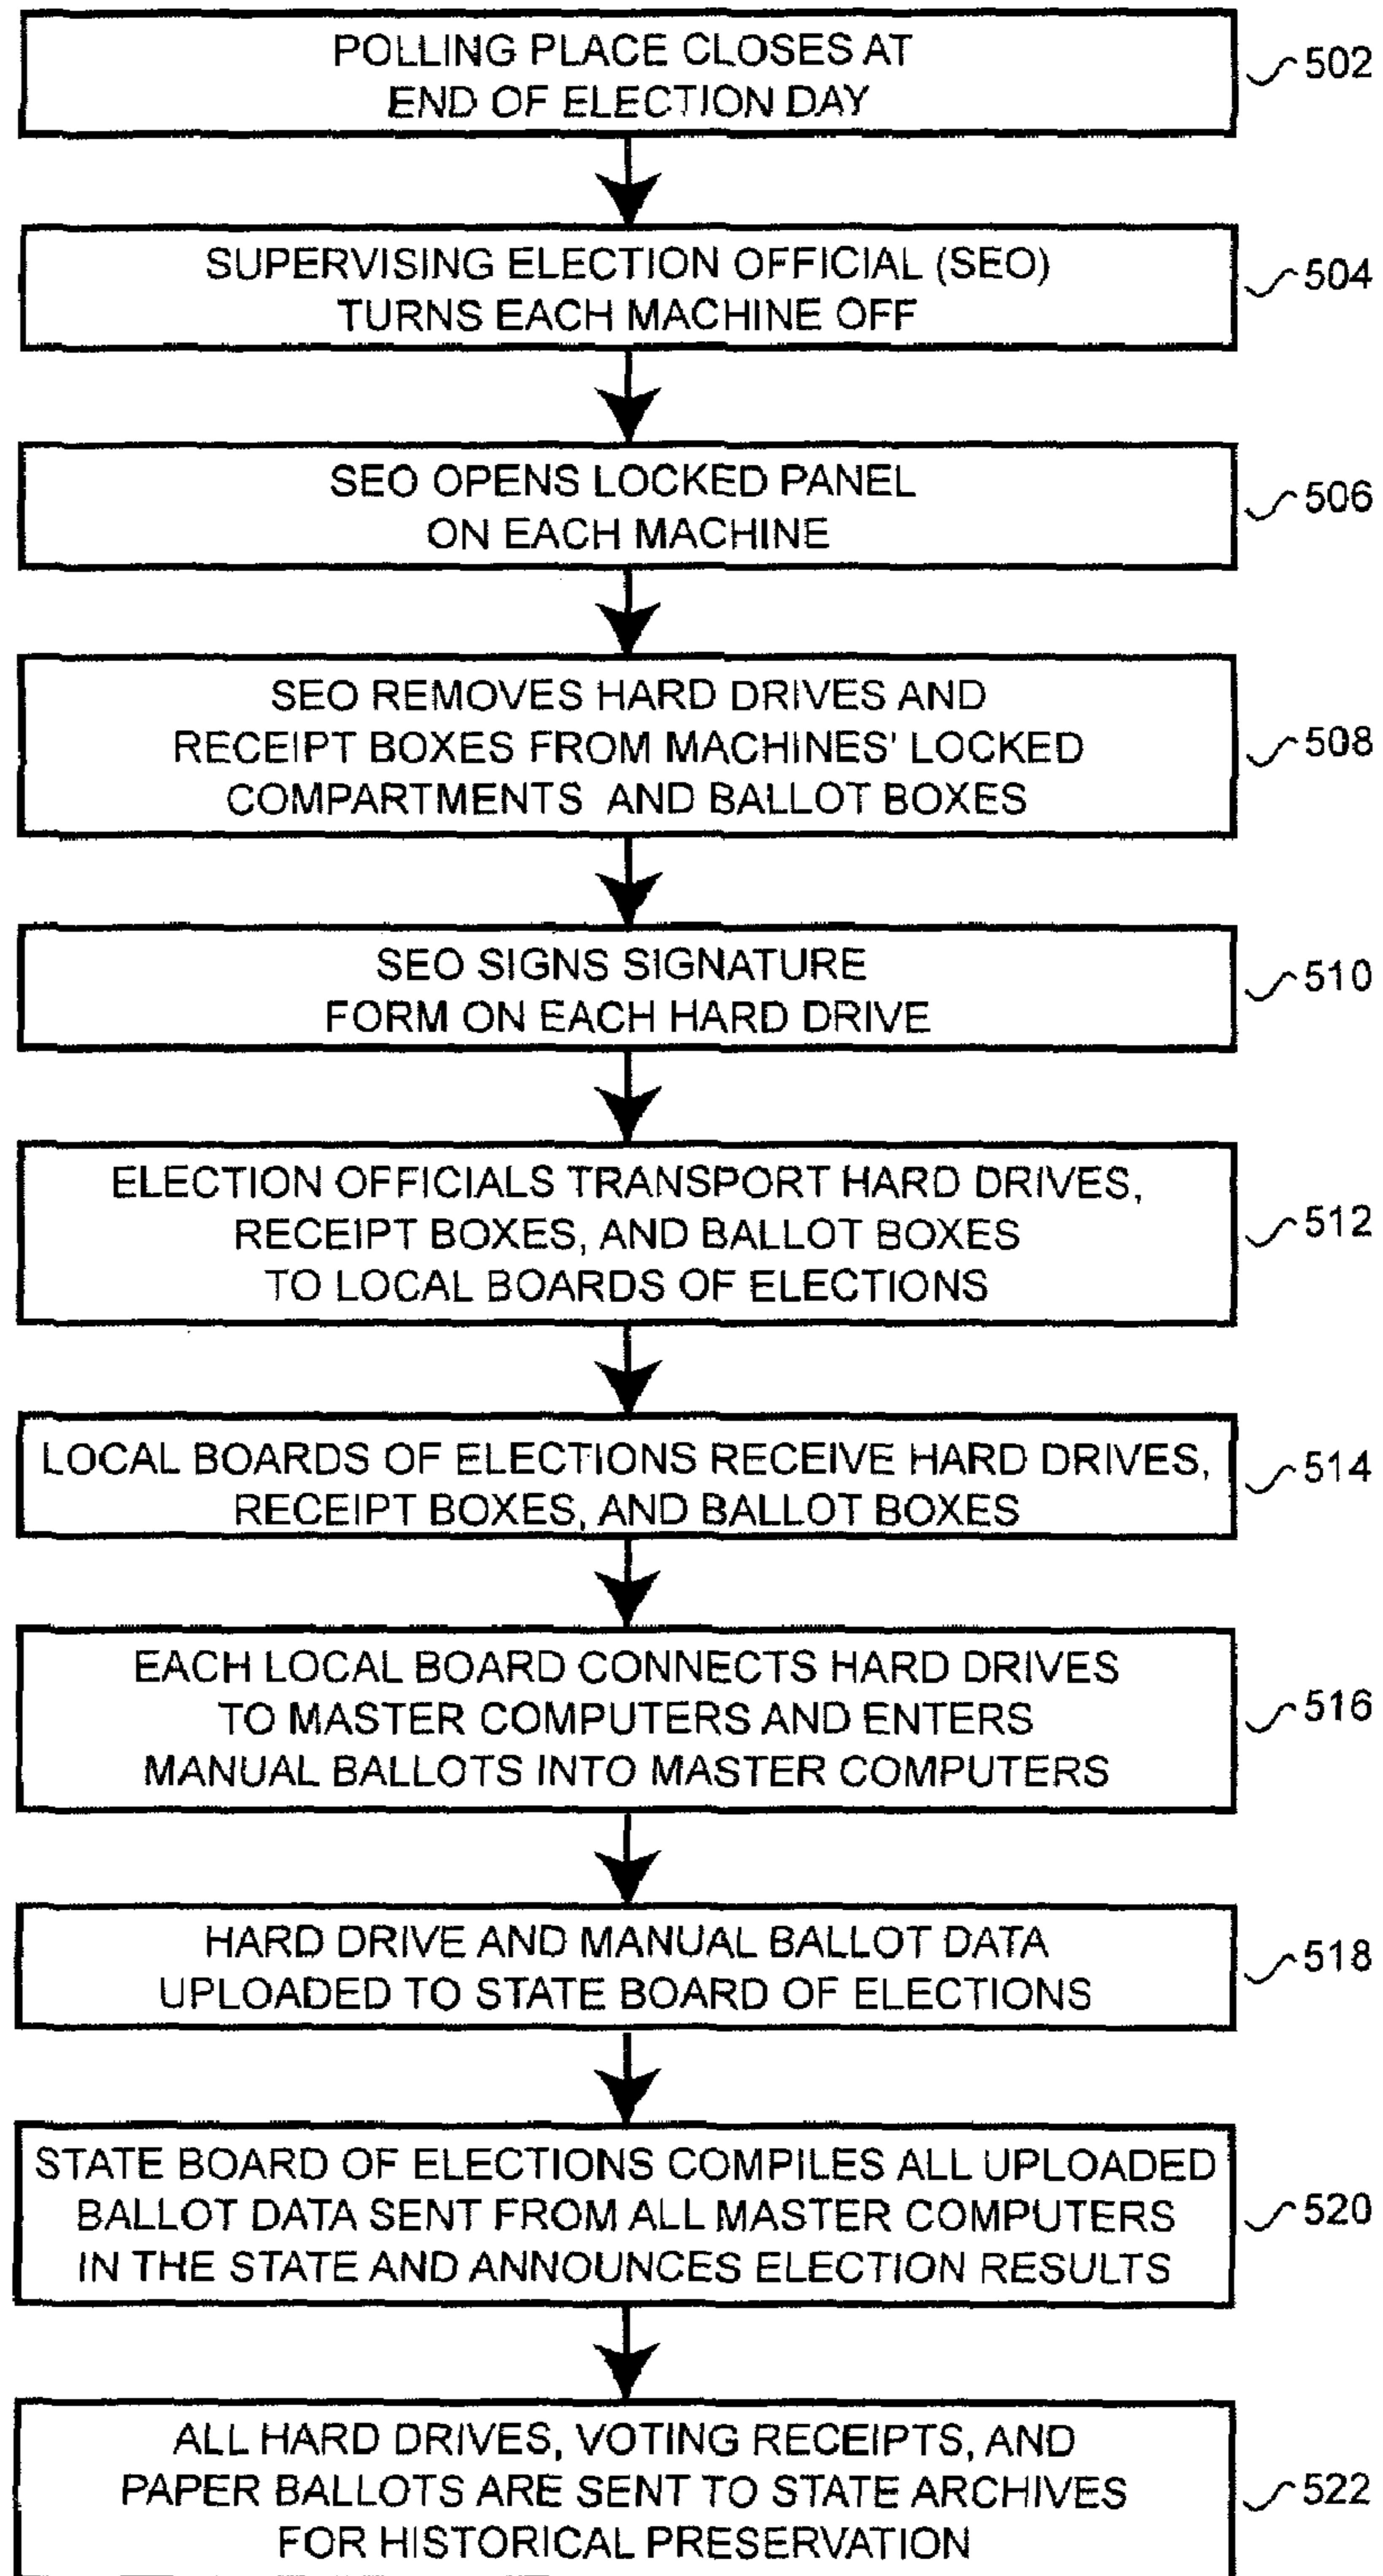 POLLING PLACE CLOSES AT
END OF ELECTION DAY
502
SUPERVISING ELECTION OFFICIAL (SEO)
TURNS EACH MACHINE OFF
504
SEO OPENS LOCKED PANEL
ON EACH MACHINE
506
SEO REMOVES HARD DRIVES AND
RECEIPT BOXES FROM MACHINES' LOCKED
COMPARTMENTS AND BALLOT BOXES
508
SEO SIGNS SIGNATURE
FORM ON EACH HARD DRIVE
510
ELECTION OFFICIALS TRANSPORT HARD DRIVES,
RECEIPT BOXES, AND BALLOT BOXES
TO LOCAL BOARDS OF ELECTIONS
512
LOCAL BOARDS OF ELECTIONS RECEIVE HARD DRIVES,
RECEIPT BOXES, AND BALLOT BOXES
514
EACH LOCAL BOARD CONNECTS HARD DRIVES
TO MASTER COMPUTERS AND ENTERS
MANUAL BALLOTS INTO MASTER COMPUTERS
516
HARD DRIVE AND MANUAL BALLOT DATA
UPLOADED TO STATE BOARD OF ELECTIONS
518
STATE BOARD OF ELECTIONS COMPILES ALL UPLOADED
BALLOT DATA SENT FROM ALL MASTER COMPUTERS
IN THE STATE AND ANNOUNCES ELECTION RESULTS
520
ALL HARD DRIVES, VOTING RECEIPTS, AND
PAPER BALLOTS ARE SENT TO STATE ARCHIVES
FOR HISTORICAL PRESERVATION
522